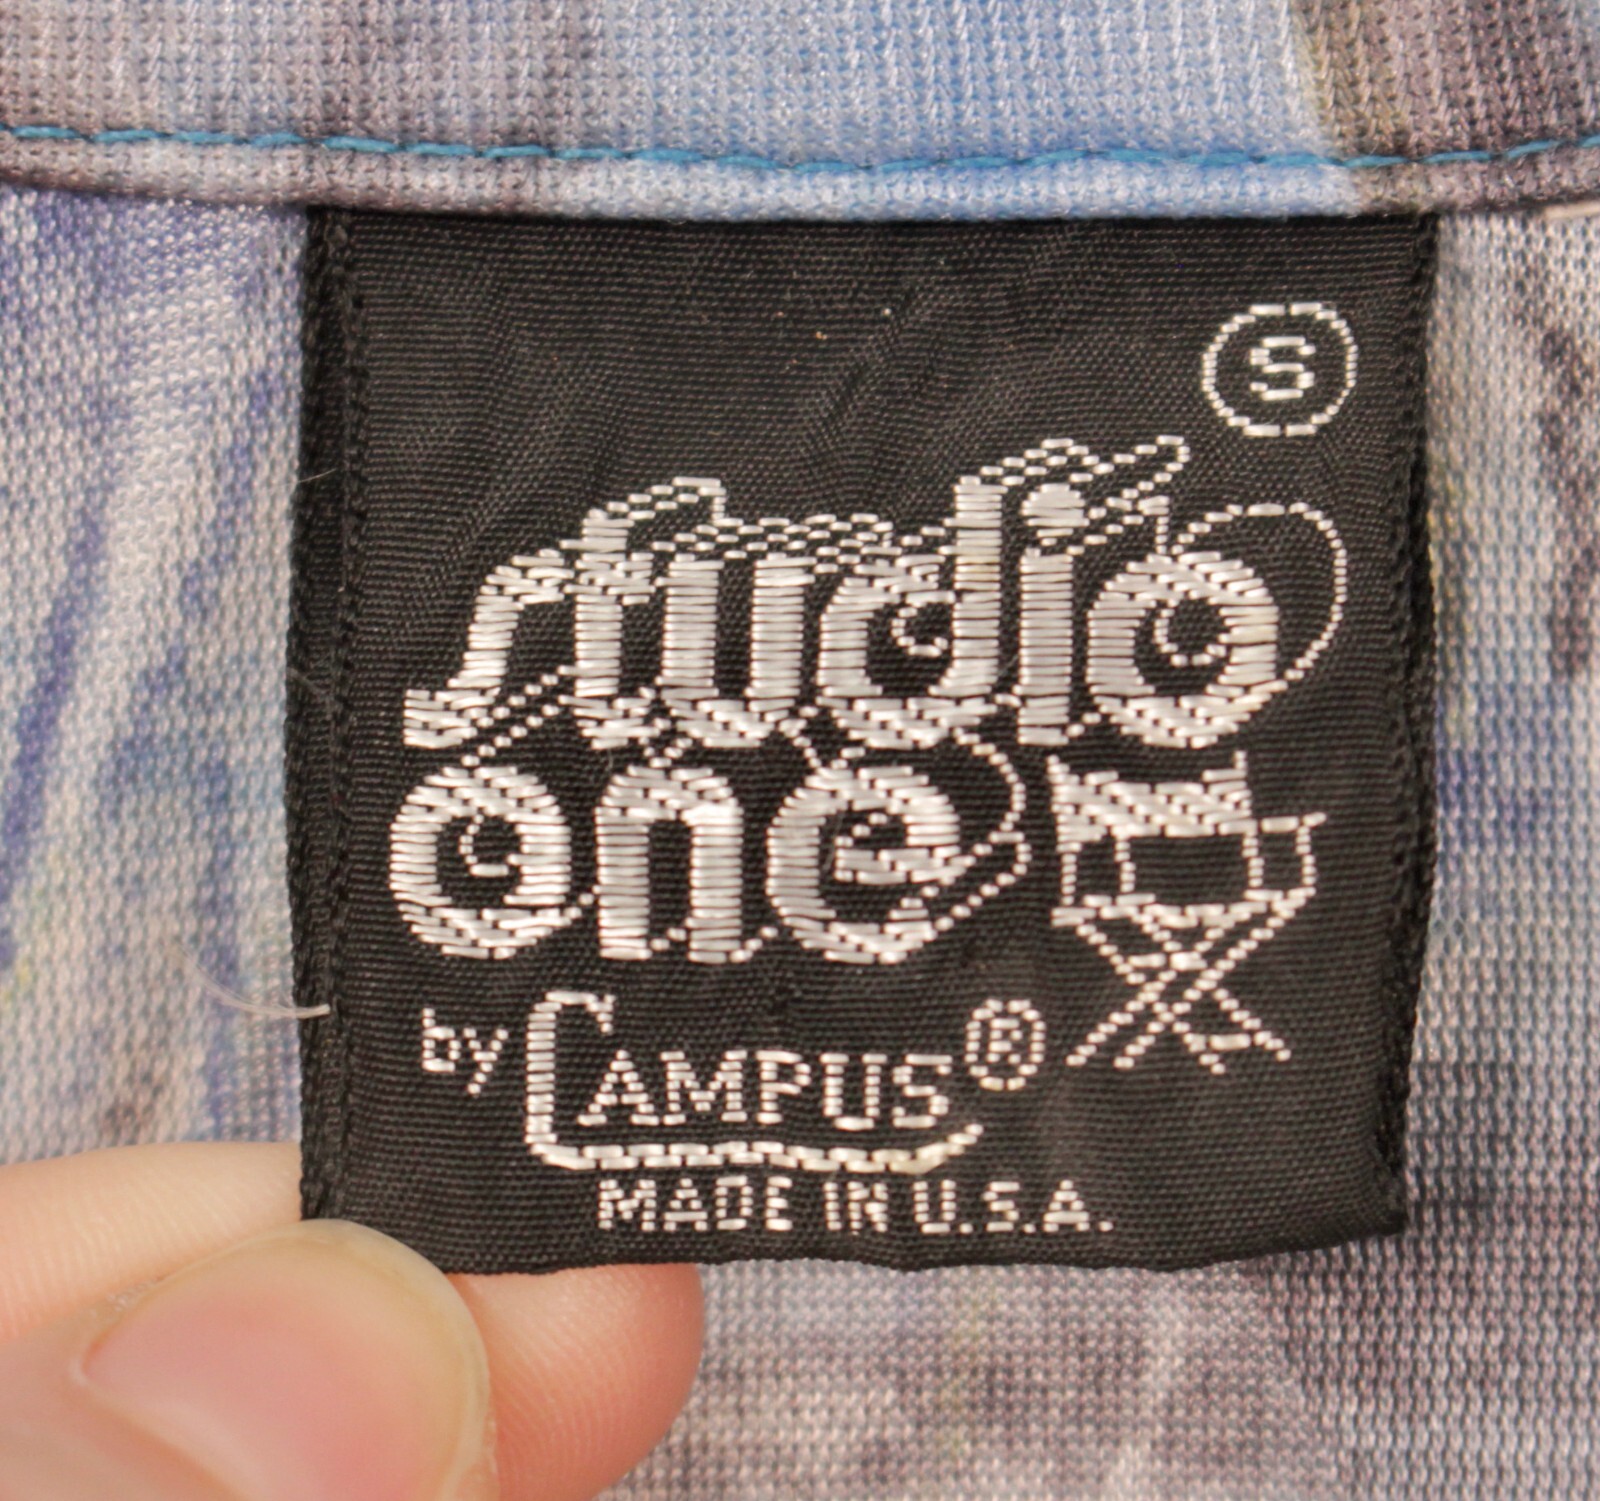 S
studio
one
by CAMPUS®
MADE IN U.S.A.